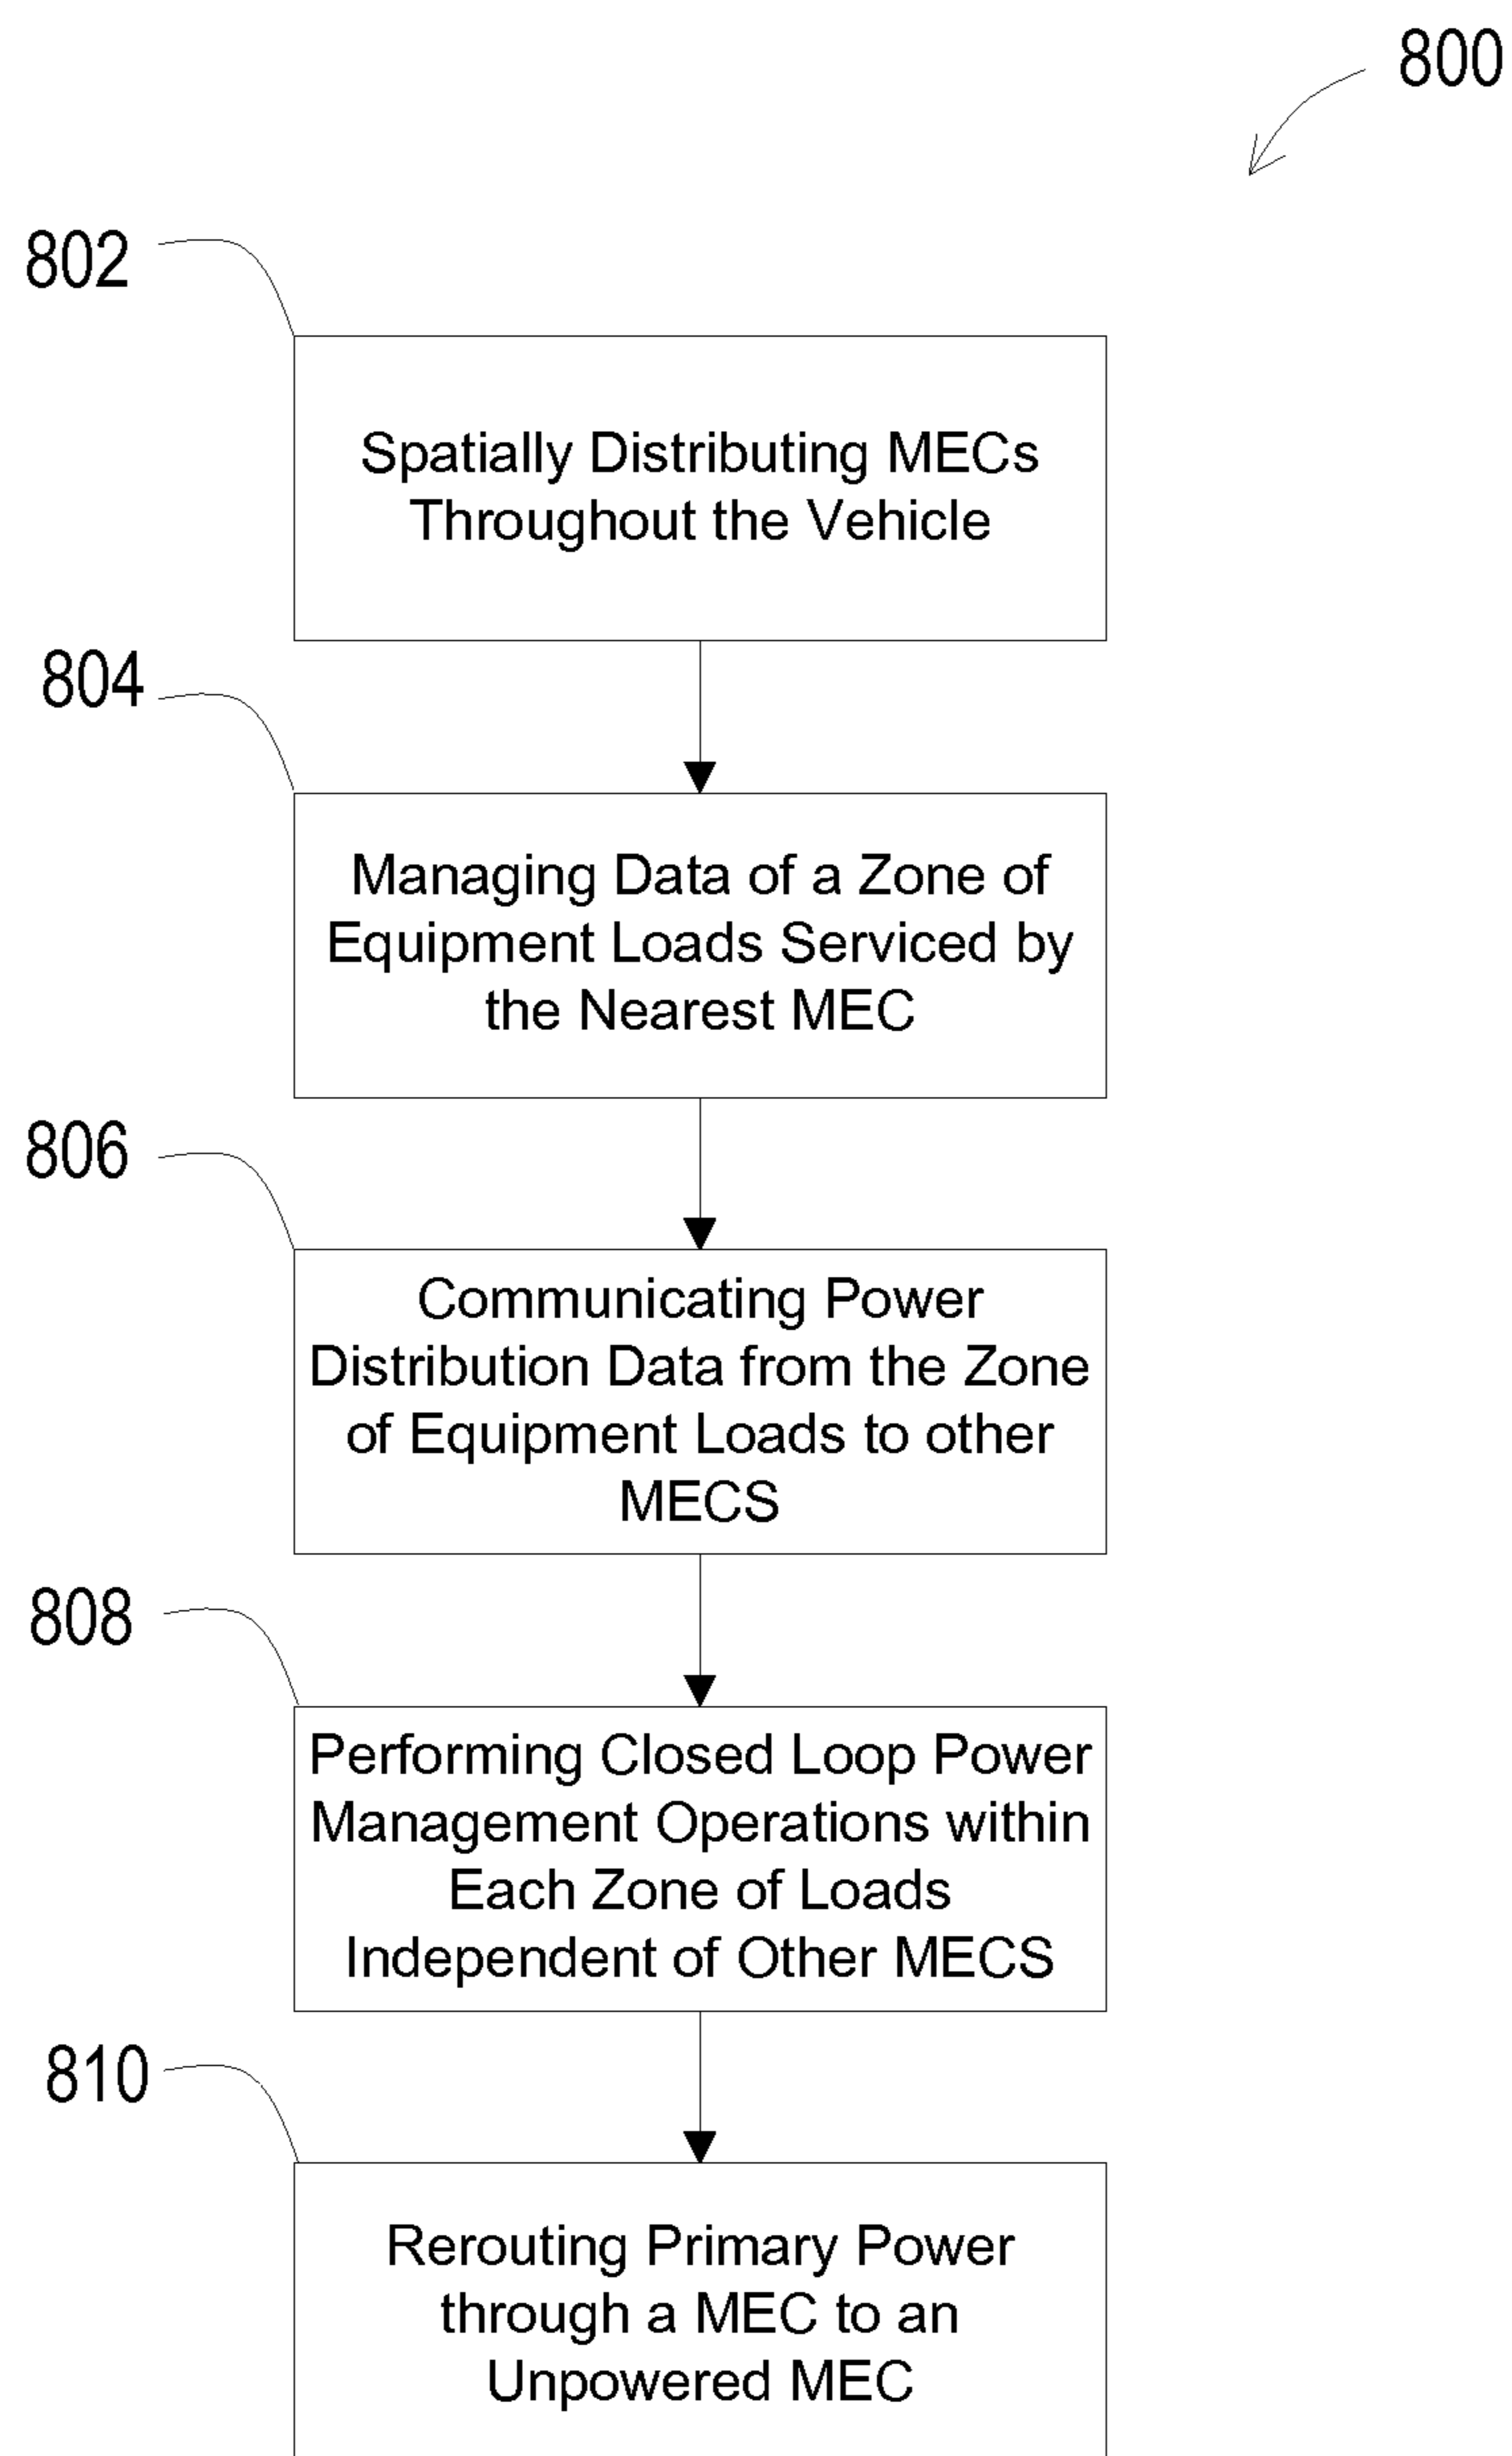 800
802
Spatially Distributing MECs
Throughout the Vehicle
804
Managing Data of a Zone of
Equipment Loads Serviced by
the Nearest MEC
806
Communicating Power
Distribution Data from the Zone
of Equipment Loads to other
MECS
808
Performing Closed Loop Power
Management Operations within
Each Zone of Loads
Independent of Other MECS
810
Rerouting Primary Power
through a MEC to an
Unpowered MEC